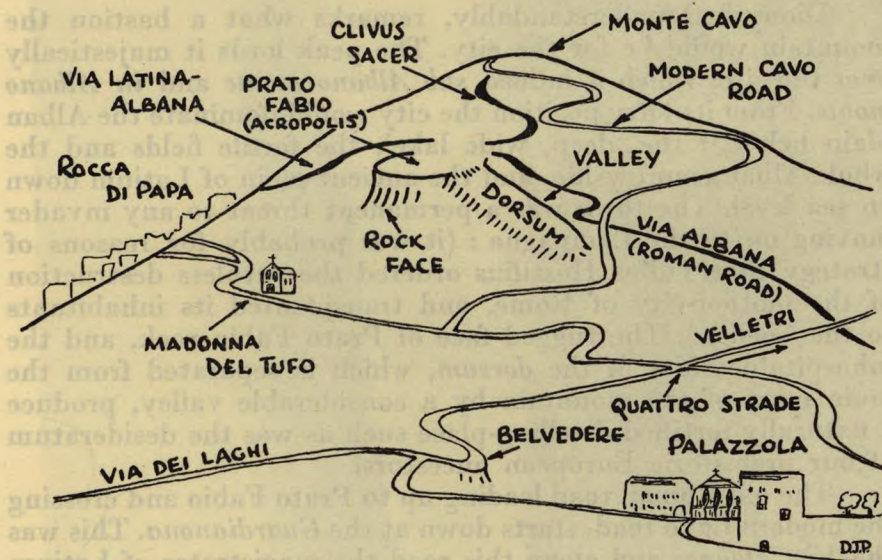 CLIVUS
SACER
MONTE CAVO
VIA LATINA-
ALBANA
PRATO
FABIO
(ACROPOLIS)
MODERN CAVO
ROAD
ROCCA
DI PAPA
VALLEY
DORSUM
ROCK
FACE
VIA ALBANA
(ROMAN ROAD)
MADONNA
DEL TUFO
VELLETRI
QUATTRO STRADE
BELVEDERE
PALAZZOLA
VIA DEI LAGHI
D.J.P.